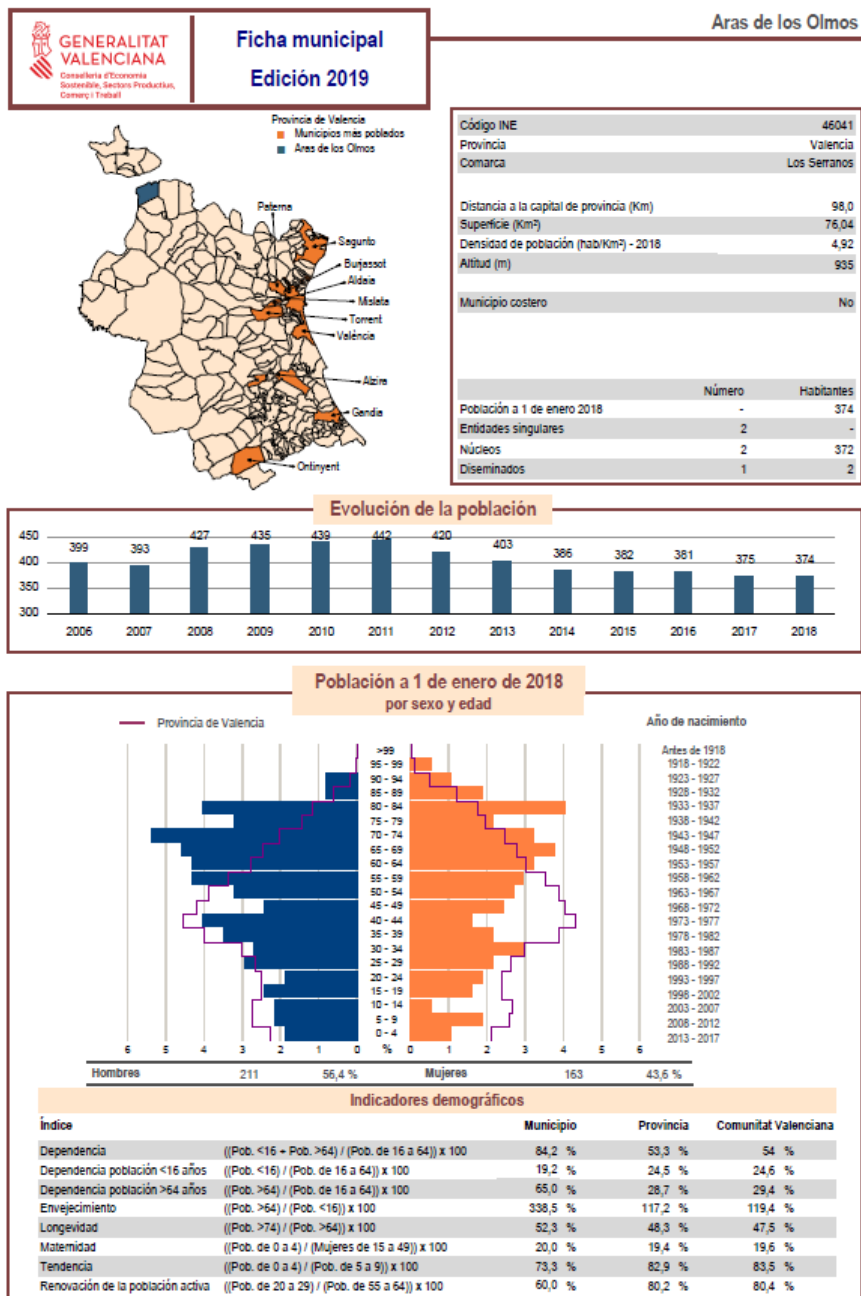 Aras de los Olmos
GENERALITAT
VALENCIANA
Conselleria d'Economia
Sostenible, Sectors Productius,
Comerç i Treball
Ficha municipal
Edición 2019
Provincia de Valencia
Municipios más poblados
Aras de los Olmos
Paterna
Sagunto
Burjassot
Aldaia
Mislata
Torrent
València
Alzira
Gandia
Ontinyent
Código INE 46041
Provincia Valencia
Comarca Los Serranos
Distancia a la capital de provincia (Km) 98,0
Superficie (Km²) 76,04
Densidad de población (hab/Km²) - 2018 4,92
Altitud (m) 935
Municipio costero No
Número Habitantes
Población a 1 de enero 2018 - 374
Entidades singulares 2 -
Núcleos 2 372
Diseminados 1 2
Evolución de la población
450
400
350
300
399 393 427 435 439 442 420 403 386 382 381 375 374
2006 2007 2008 2009 2010 2011 2012 2013 2014 2015 2016 2017 2018
Población a 1 de enero de 2018
por sexo y edad
Provincia de Valencia
Año de nacimiento
>99 Antes de 1918
95 - 99 1918 - 1922
90 - 94 1923 - 1927
85 - 89 1928 - 1932
80 - 84 1933 - 1937
75 - 79 1938 - 1942
70 - 74 1943 - 1947
65 - 69 1948 - 1952
60 - 64 1953 - 1957
55 - 59 1958 - 1962
50 - 54 1963 - 1967
45 - 49 1968 - 1972
40 - 44 1973 - 1977
35 - 39 1978 - 1982
30 - 34 1983 - 1987
25 - 29 1988 - 1992
20 - 24 1993 - 1997
15 - 19 1998 - 2002
10 - 14 2003 - 2007
5 - 9 2008 - 2012
0 - 4 2013 - 2017
6 5 4 3 2 1 0 % 0 1 2 3 4 5 6
Hombres 211 56,4 % Mujeres 163 43,6 %
Indicadores demográficos
Índice Municipio Provincia Comunitat Valenciana
Dependencia ((Pob. <16 + Pob. >64) / (Pob. de 16 a 64)) x 100 84,2 % 53,3 % 54 %
Dependencia población <16 años ((Pob. <16) / (Pob. de 16 a 64)) x 100 19,2 % 24,5 % 24,6 %
Dependencia población >64 años ((Pob. >64) / (Pob. de 16 a 64)) x 100 65,0 % 28,7 % 29,4 %
Envejecimiento ((Pob. >64) / (Pob. <16)) x 100 338,5 % 117,2 % 119,4 %
Longevidad ((Pob. >74) / (Pob. >64)) x 100 52,3 % 48,3 % 47,5 %
Maternidad ((Pob. de 0 a 4) / (Mujeres de 15 a 49)) x 100 20,0 % 19,4 % 19,6 %
Tendencia ((Pob. de 0 a 4) / (Pob. de 5 a 9)) x 100 73,3 % 82,9 % 83,5 %
Renovación de la población activa ((Pob. de 20 a 29) / (Pob. de 55 a 64)) x 100 60,0 % 80,2 % 80,4 %